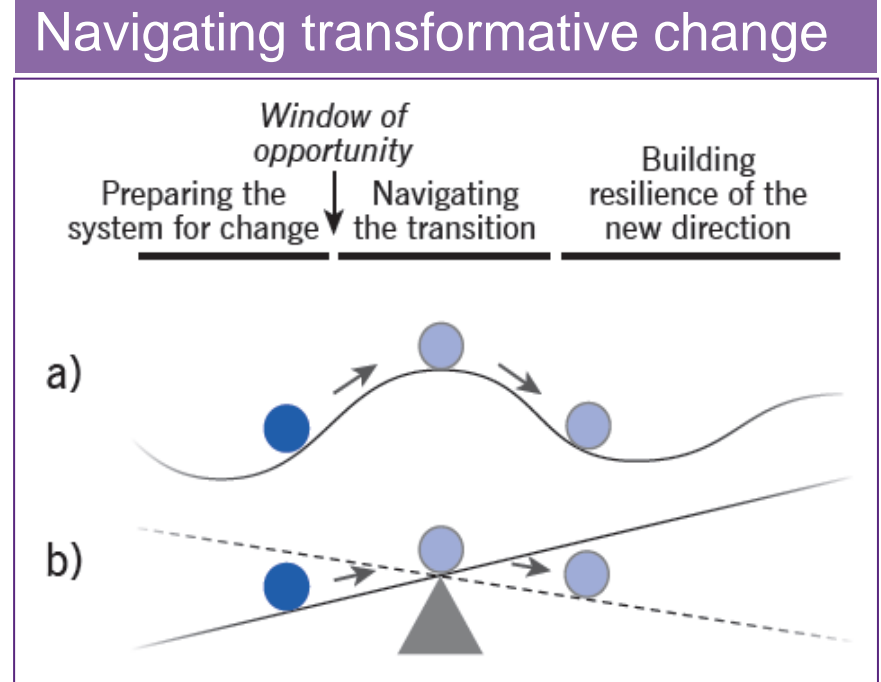 Navigating transformative change
Window of
opportunity
Preparing the
system for change
Navigating
the transition
Building
resilience of the
new direction
a)
b)